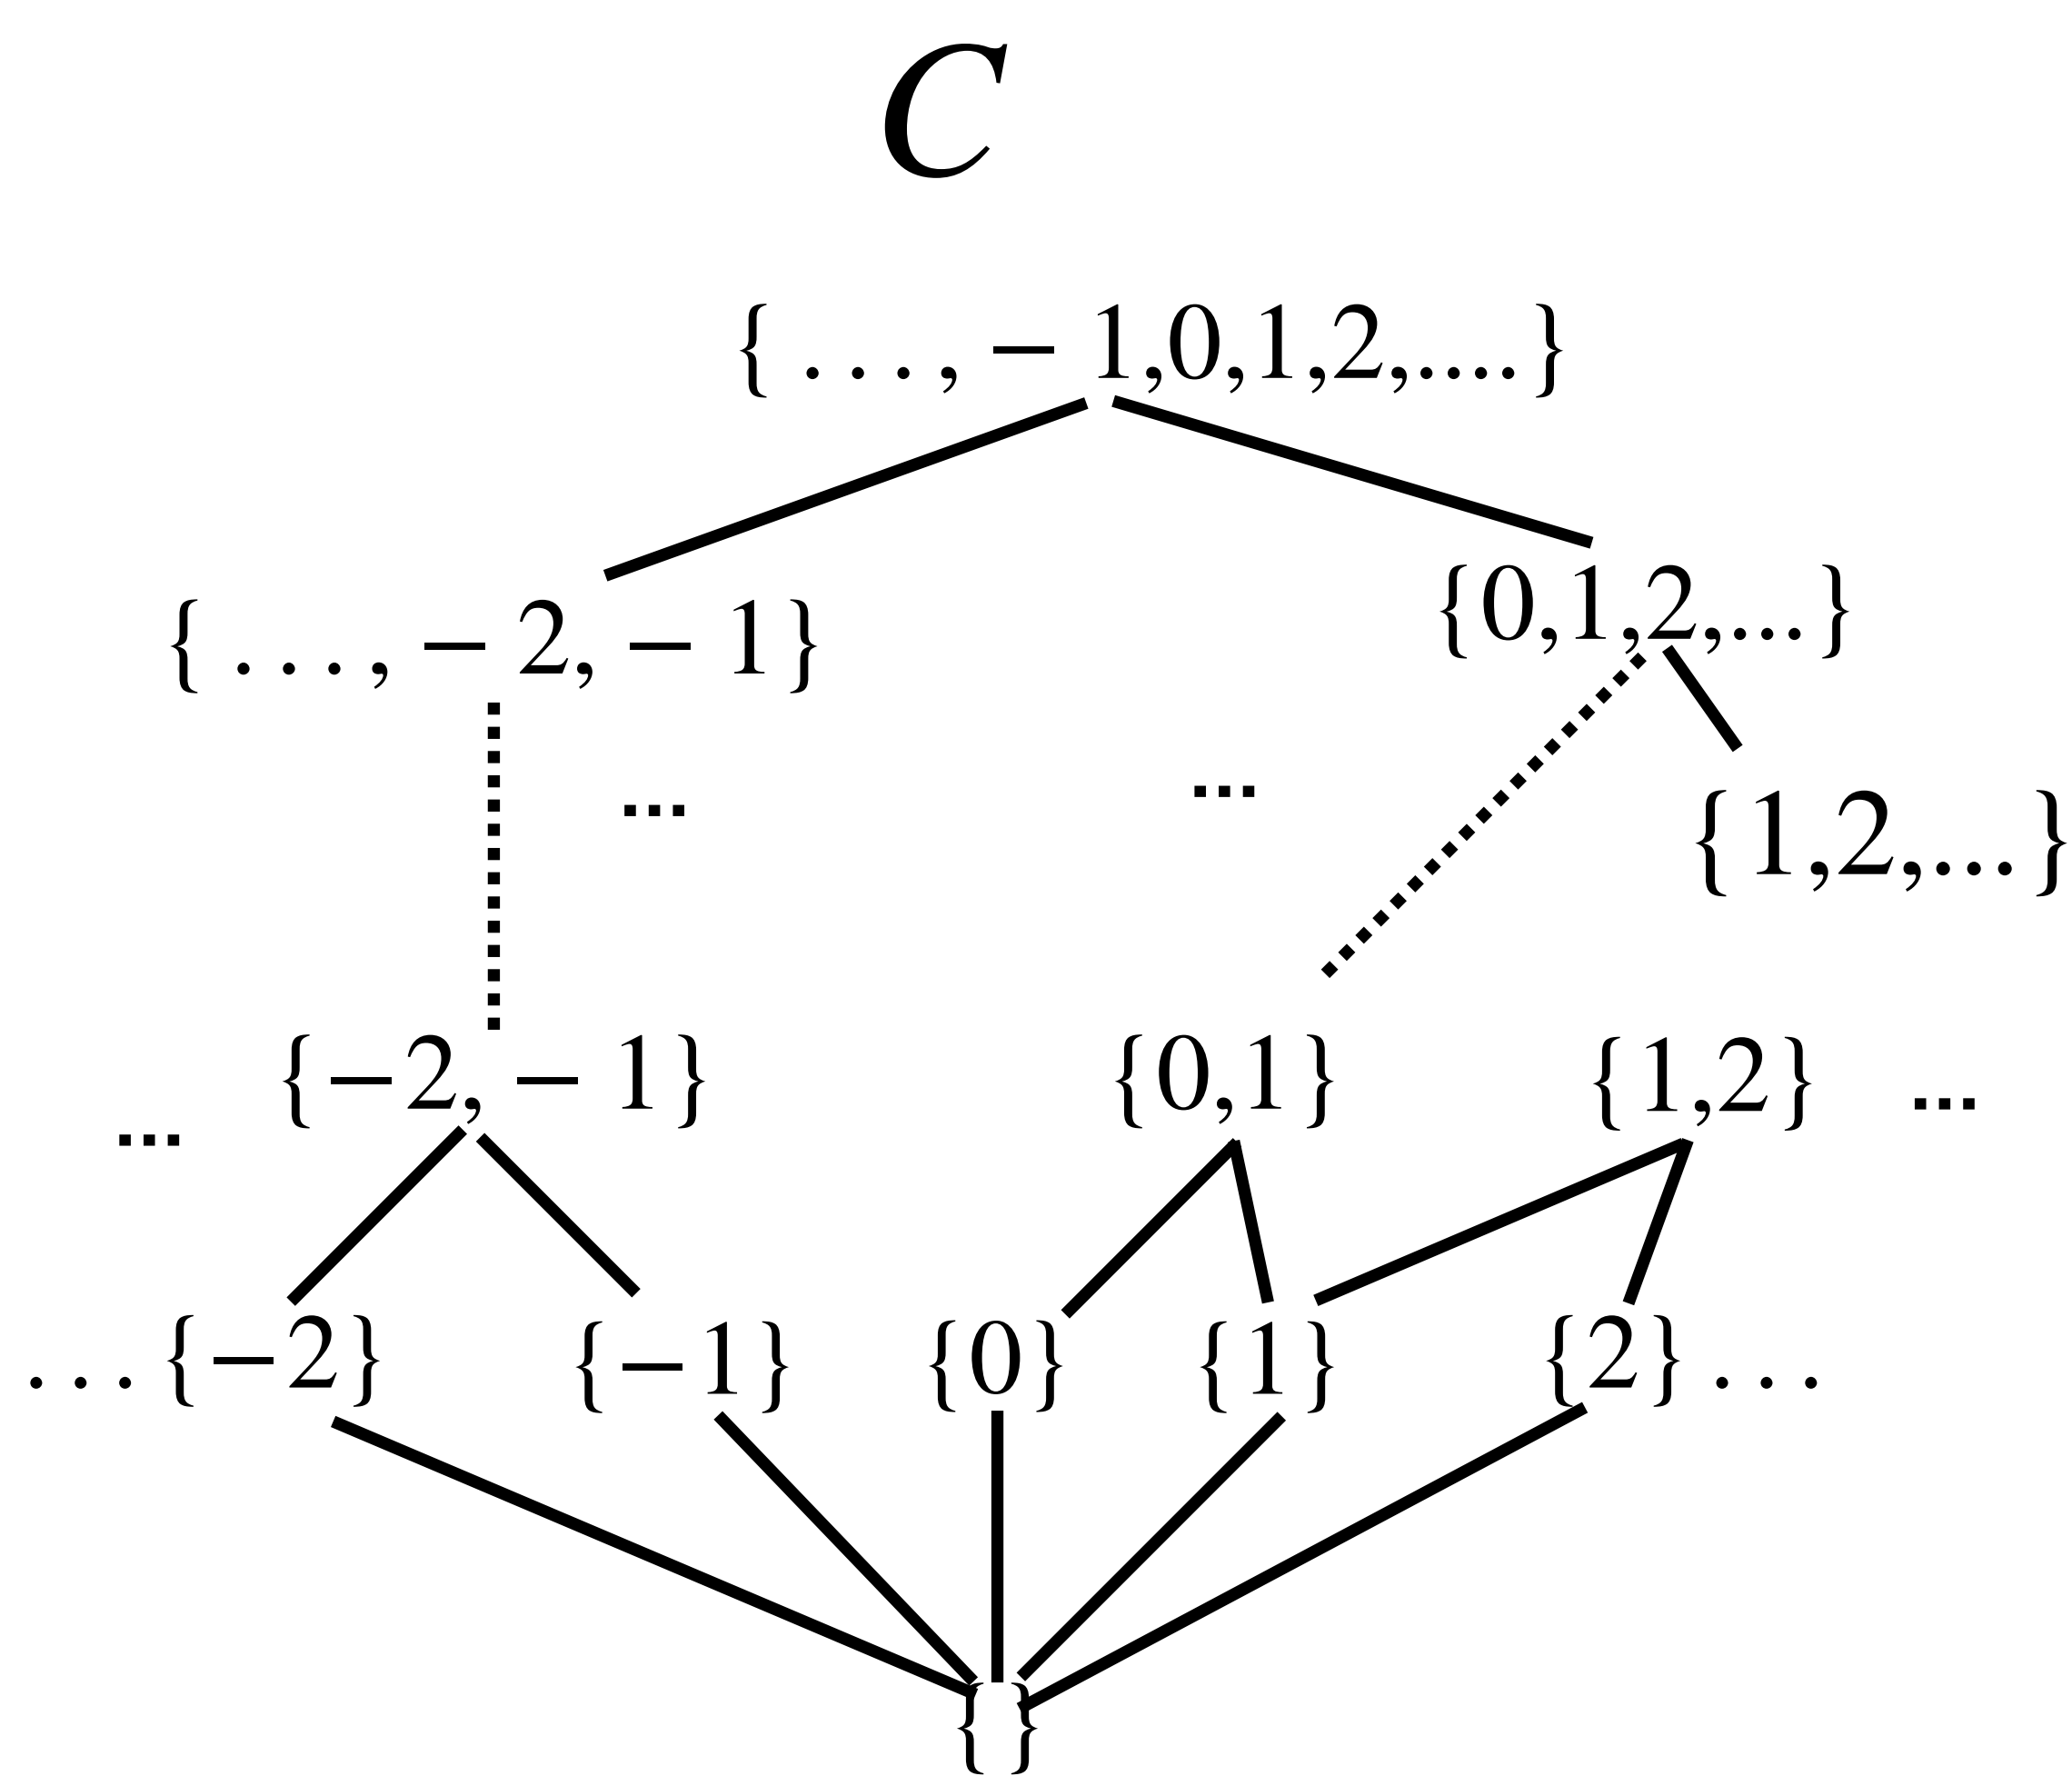 C
{ . . . , − 1,0,1,2,....}
{ . . . , − 2, − 1}
{0,1,2,...}
... ...
{1,2,...}
{−2, − 1} {0,1} {1,2} ...
...
. . . {−2} {−1} {0} {1} {2} . . .
{ }